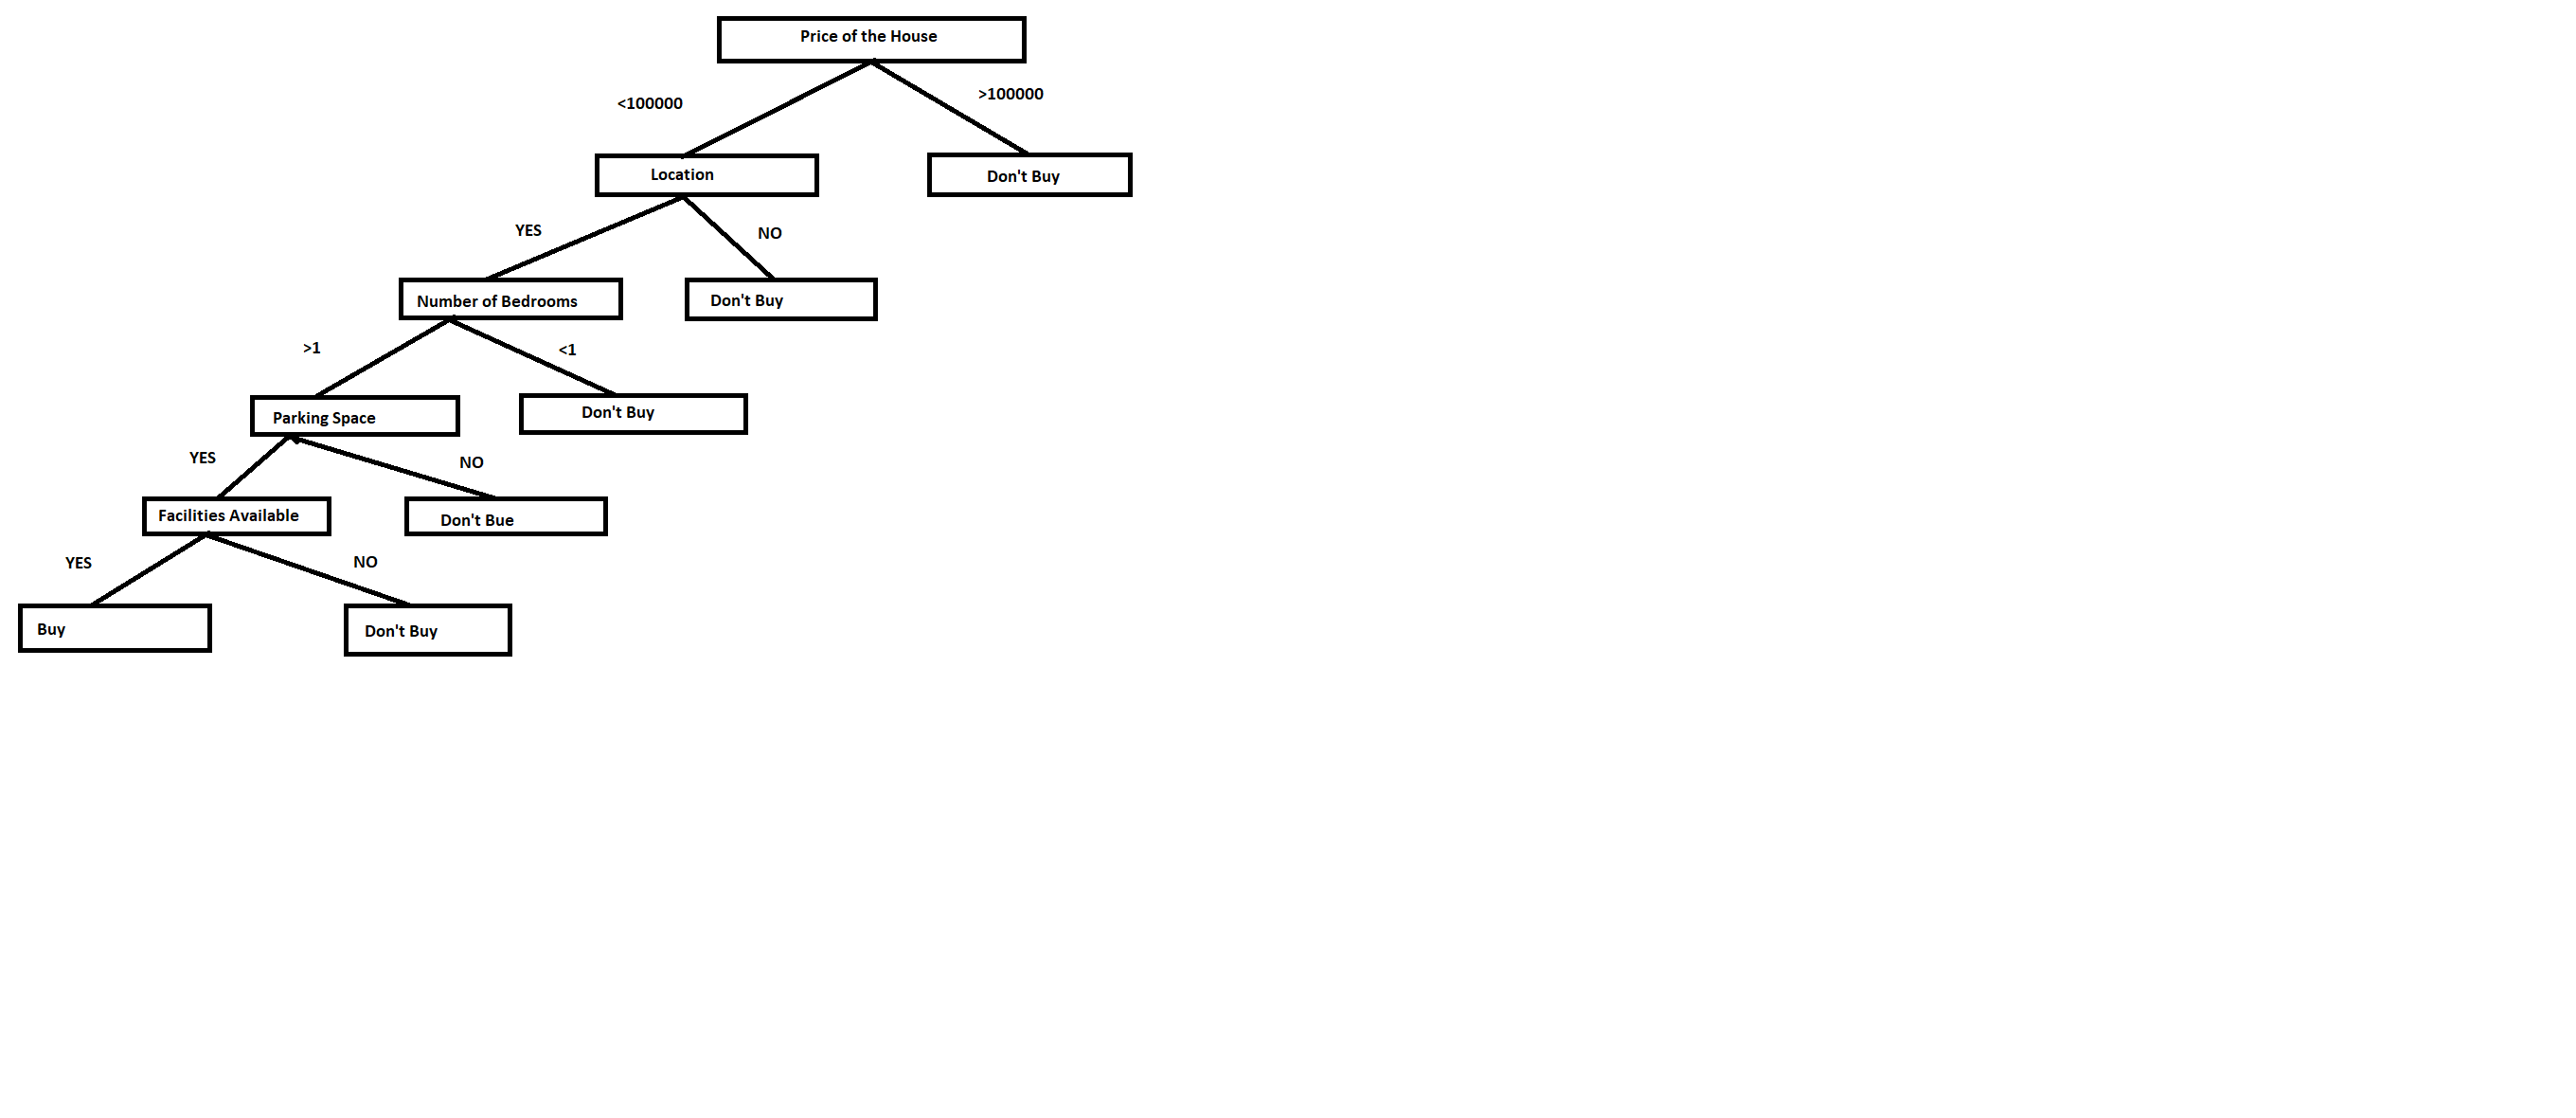 Price of the House
<100000
>100000
Location
Don't Buy
YES
NO
Number of Bedrooms
Don't Buy
>1
<1
Parking Space
Don't Buy
YES
NO
Facilities Available
Don't Bue
YES
NO
Buy
Don't Buy